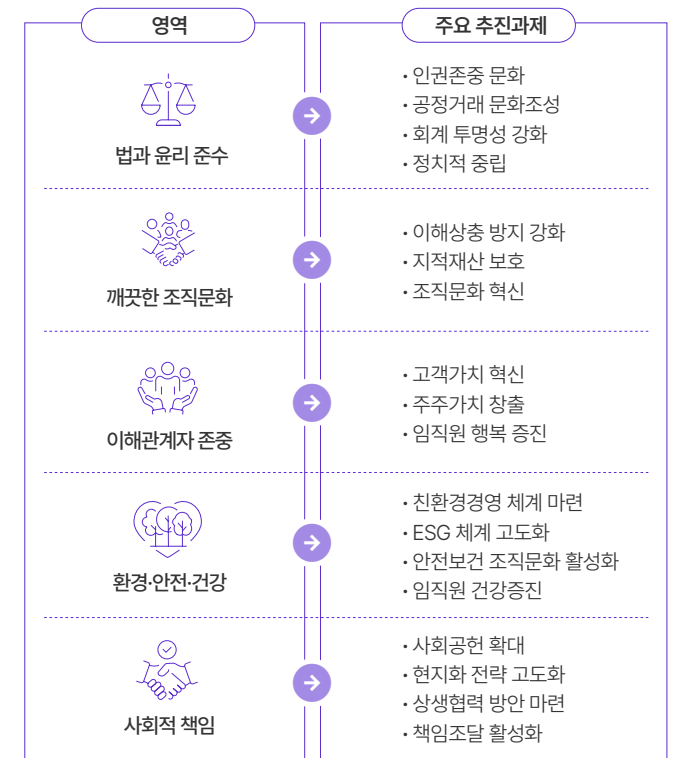 영역
주요 추진과제
법과 윤리 준수
• 인권존중 문화
• 공정거래 문화조성
• 회계 투명성 강화
• 정치적 중립
깨끗한 조직문화
• 이해상충 방지 강화
• 지적재산 보호
• 조직문화 혁신
이해관계자 존중
• 고객가치 혁신
• 주주가치 창출
• 임직원 행복 증진
환경·안전·건강
• 친환경경영 체계 마련
• ESG 체계 고도화
• 안전보건 조직문화 활성화
• 임직원 건강증진
사회적 책임
• 사회공헌 확대
• 현지화 전략 고도화
• 상생협력 방안 마련
• 책임조달 활성화